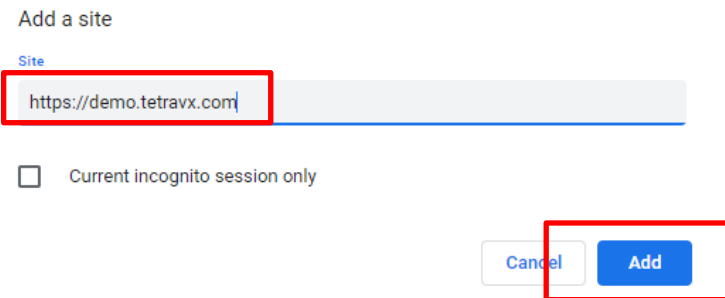 Add a site
Site
https://demo.tetravx.com
Current incognito session only
Cancel Add